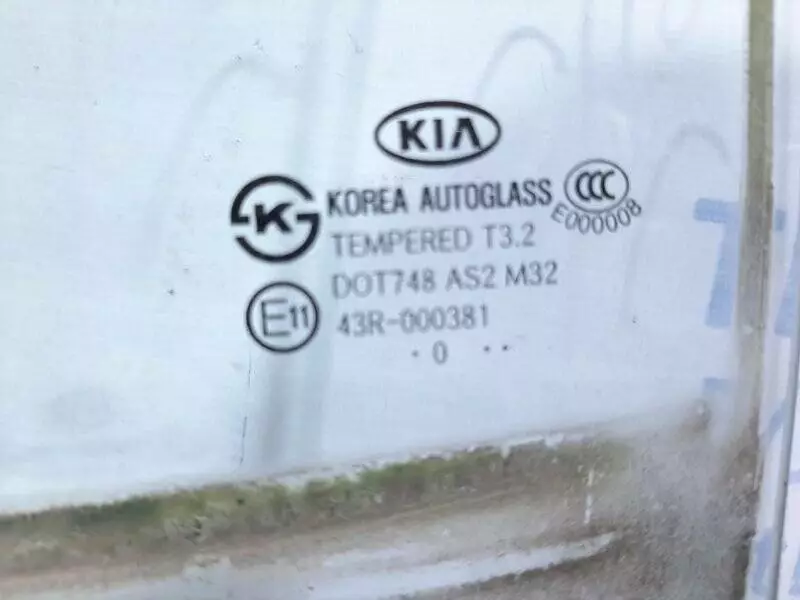 KIA
KOREA AUTOGLASS
CCC
E000008
TEMPERED T3.2
DOT748 AS2 M32
E11
43R-000381
. 0 ..